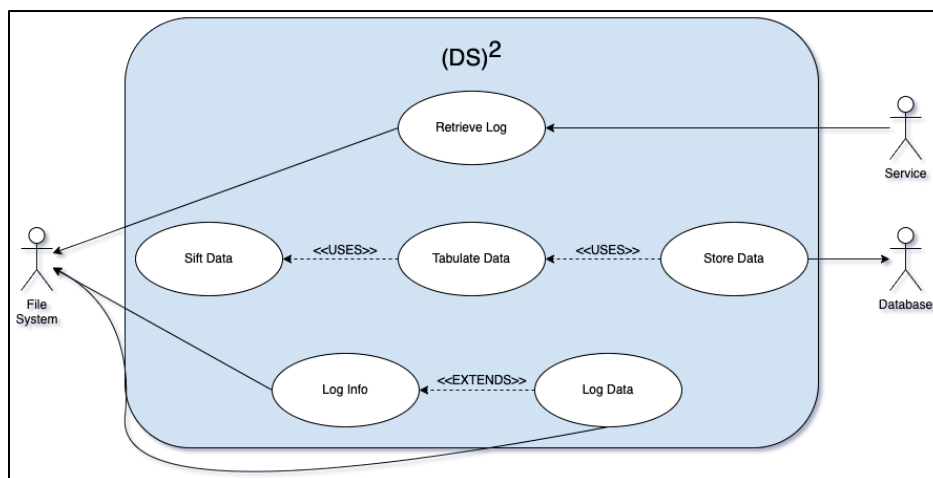 (DS)²
Retrieve Log
Service
Sift Data
<<USES>>
Tabulate Data
<<USES>>
Store Data
File
System
Database
Log Info
<<EXTENDS>>
Log Data